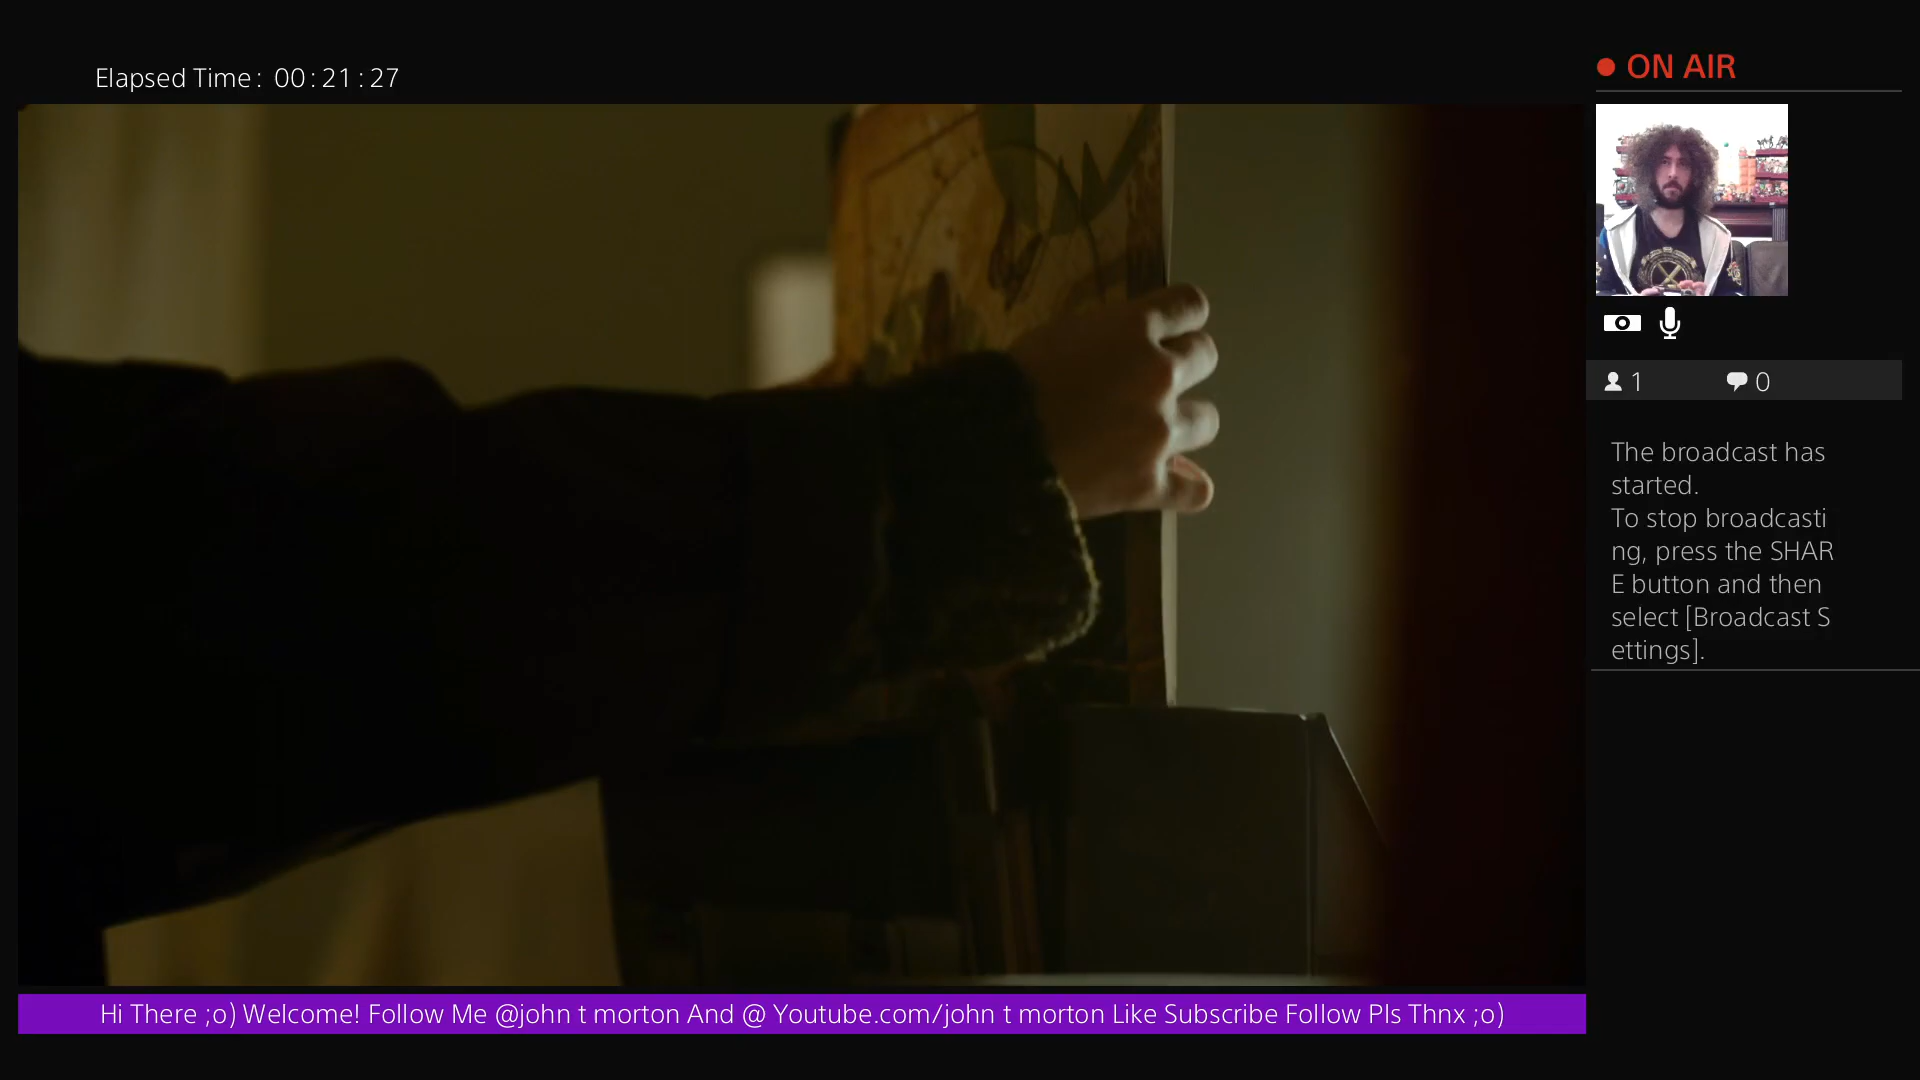 Elapsed Time: 00:21:27
ON AIR
1
0
The broadcast has
started.
To stop broadcasti
ng, press the SHAR
E button and then
select [Broadcast S
ettings].
Hi There ;o) Welcome! Follow Me @john t morton And @ Youtube.com/john t morton Like Subscribe Follow Pls Thnx ;o)